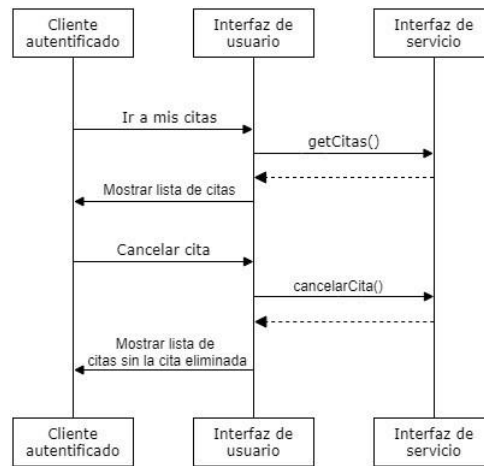 Cliente
autentificado
Interfaz de
usuario
Interfaz de
servicio
Ir a mis citas
getCitas()
Mostrar lista de citas
Cancelar cita
cancelarCita()
Mostrar lista de
citas sin la cita eliminada
Cliente
autentificado
Interfaz de
usuario
Interfaz de
servicio